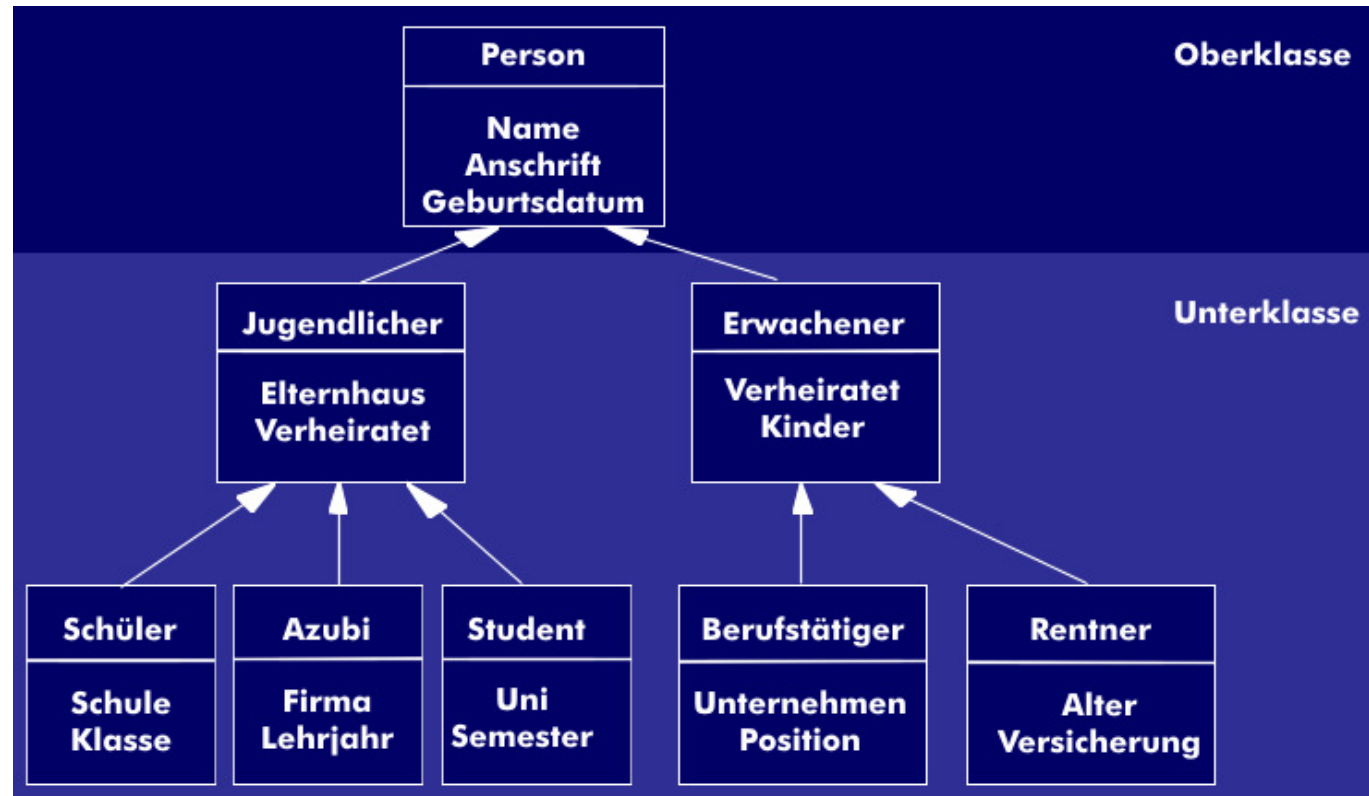 Person
Oberklasse
Name
Anschrift
Geburtsdatum
Unterklasse
Jugendlicher
Elternhaus
Verheiratet
Erwachener
Verheiratet
Kinder
Schüler
Schule
Klasse
Azubi
Firma
Lehrjahr
Student
Uni
Semester
Berufstätiger
Unternehmen
Position
Rentner
Alter
Versicherung